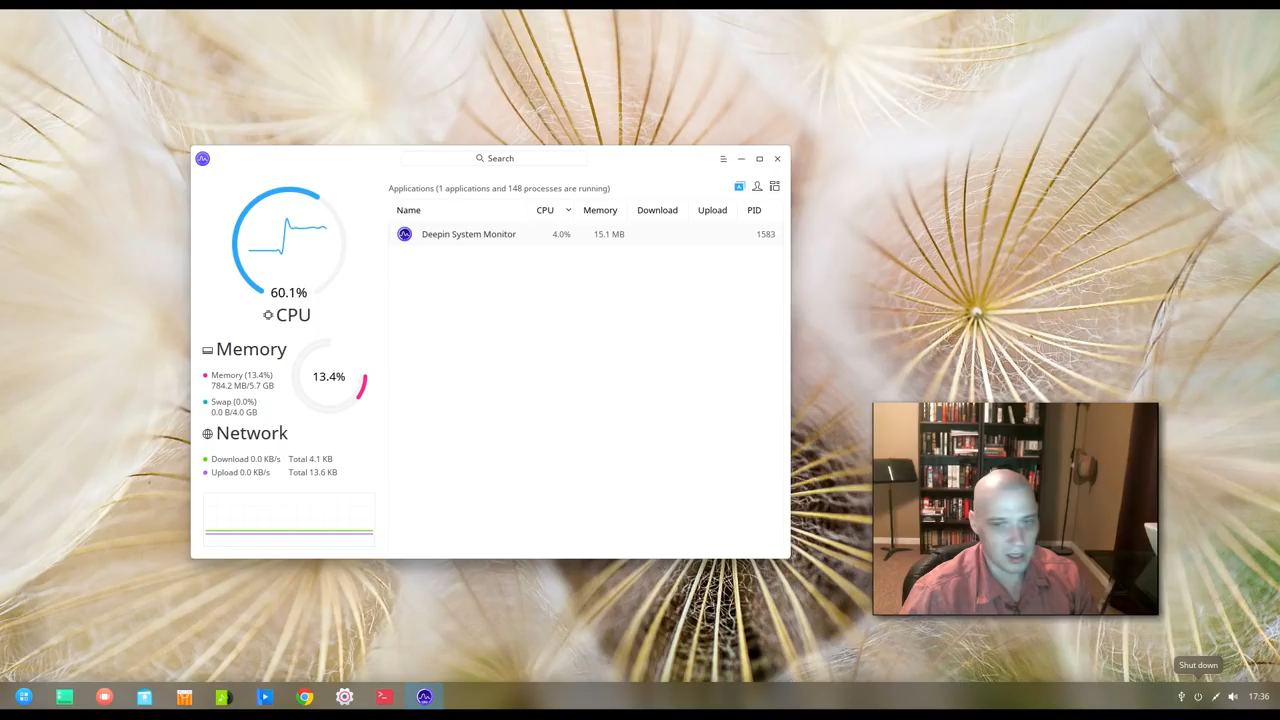 Search
Applications (1 applications and 148 processes are running)
Name CPU Memory Download Upload PID
Deepin System Monitor 4.0% 15.1 MB 1583
60.1%
CPU
Memory
Memory (13.4%)
784.2 MB/5.7 GB
13.4%
Swap (0.0%)
0.0 B/4.0 GB
Network
Download 0.0 KB/s Total 4.1 KB
Upload 0.0 KB/s Total 13.6 KB
Shut down
17:36